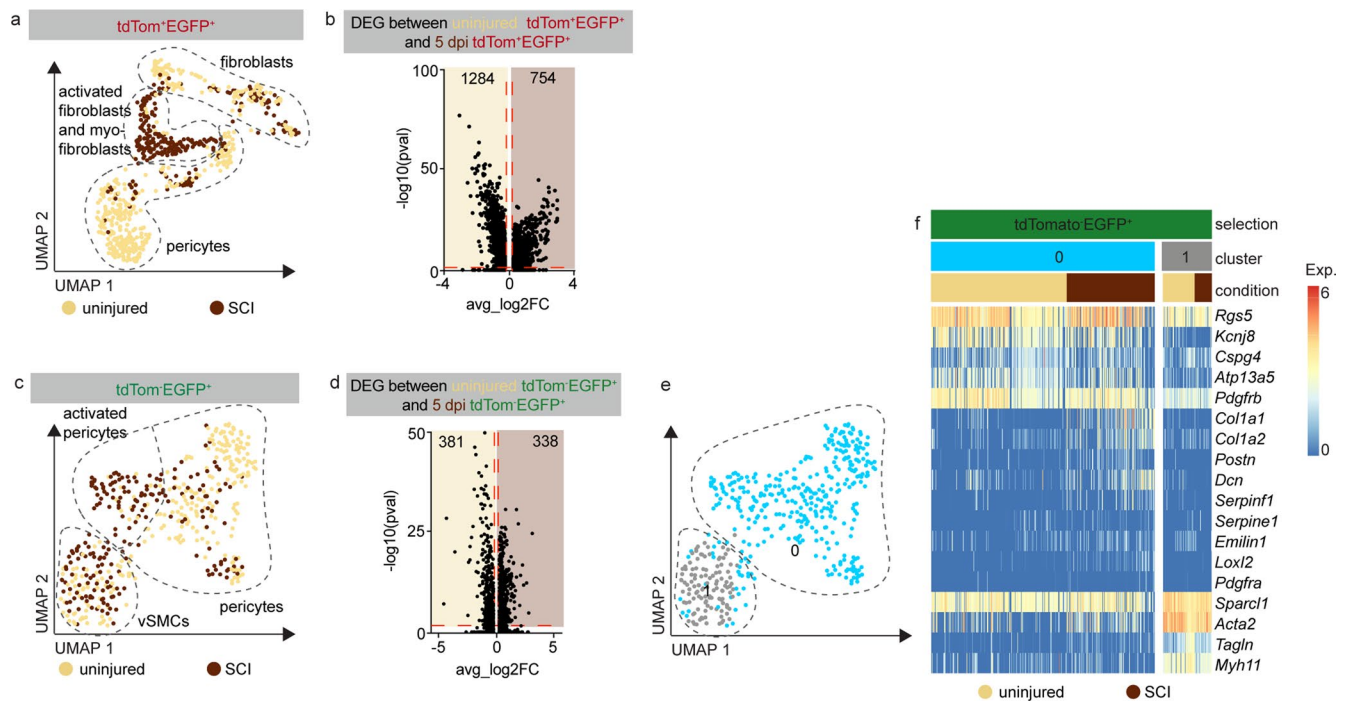 a
tdTom⁺EGFP⁺
fibroblasts
activated
fibroblasts
and myo-
fibroblasts
pericytes
UMAP 2
UMAP 1
uninjured
SCI
b
DEG between uninjured tdTom⁺EGFP⁺
and 5 dpi tdTom⁺EGFP⁺
1284
754
100
50
0
-log10(pval)
-4
0
4
avg_log2FC
c
tdTom⁻EGFP⁺
activated
pericytes
pericytes
vSMCs
UMAP 2
UMAP 1
uninjured
SCI
d
DEG between uninjured tdTom⁻EGFP⁺
and 5 dpi tdTom⁻EGFP⁺
381
338
50
25
0
-log10(pval)
-5
0
5
avg_log2FC
e
0
1
UMAP 2
UMAP 1
f
tdTomato⁻EGFP⁺ selection
0 1 cluster
condition
Rgs5
Kcnj8
Cspg4
Atp13a5
Pdgfrb
Col1a1
Col1a2
Postn
Dcn
Serpinf1
Serpine1
Emilin1
Loxl2
Pdgfra
Sparcl1
Acta2
Tagln
Myh11
Exp.
6
0
uninjured
SCI